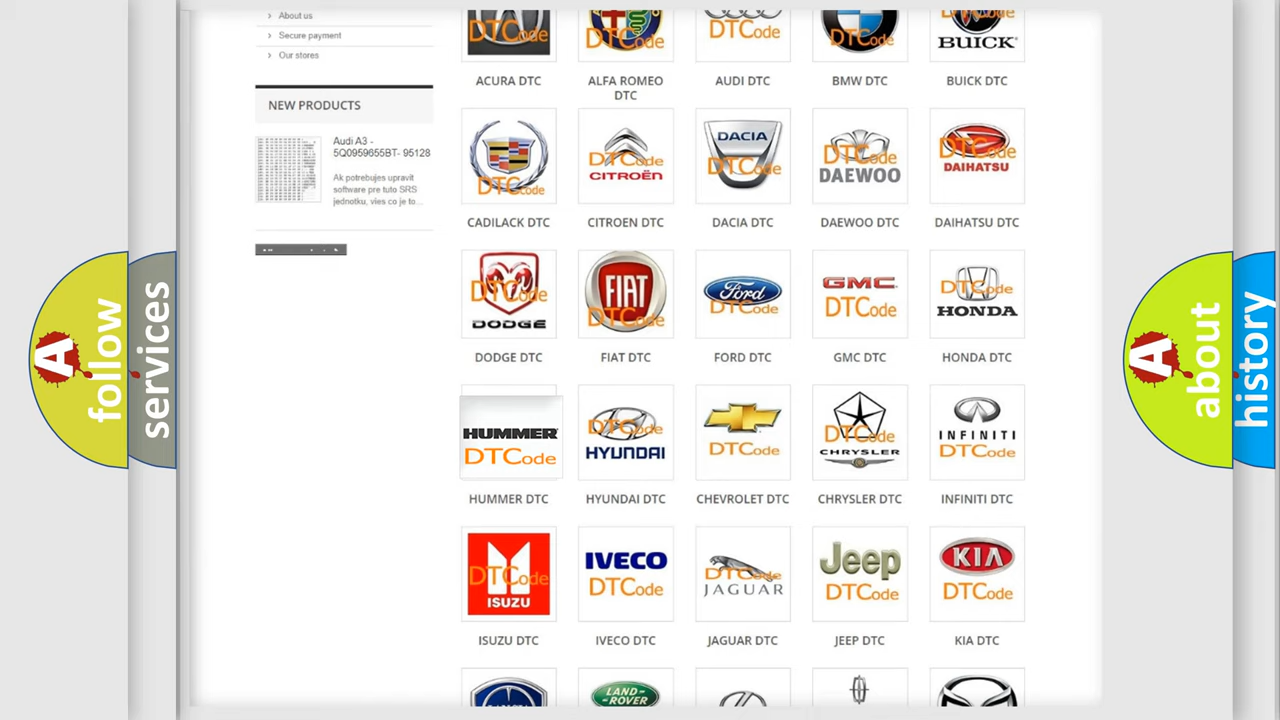 About us
Secure payment
Our stores
NEW PRODUCTS
Audi A3 -
5Q0959655BT- 95128
Ak potrebujes upravit
software pre tuto SRS
jednotku, vies co je to...
A follow
services
A about
history
DTCode
DTCode
DTCode
DTCode
DTCode
BUICK
ACURA DTC
ALFA ROMEO
DTC
AUDI DTC
BMW DTC
BUICK DTC
DTCode
DTCode
CITROËN
DACIA
DTCode
DTCode
DAEWOO
DTCode
DAIHATSU
CADILACK DTC
CITROEN DTC
DACIA DTC
DAEWOO DTC
DAIHATSU DTC
DTCode
DODGE
FIAT
DTCode
Ford
DTCode
GMC
DTCode
DTCode
HONDA
DODGE DTC
FIAT DTC
FORD DTC
GMC DTC
HONDA DTC
HUMMER
DTCode
DTCode
HYUNDAI
DTCode
DTCode
CHRYSLER
INFINITI
DTCode
HUMMER DTC
HYUNDAI DTC
CHEVROLET DTC
CHRYSLER DTC
INFINITI DTC
DTCode
ISUZU
IVECO
DTCode
DTCode
JAGUAR
Jeep
DTCode
KIA
DTCode
ISUZU DTC
IVECO DTC
JAGUAR DTC
JEEP DTC
KIA DTC
LAND-
ROVER